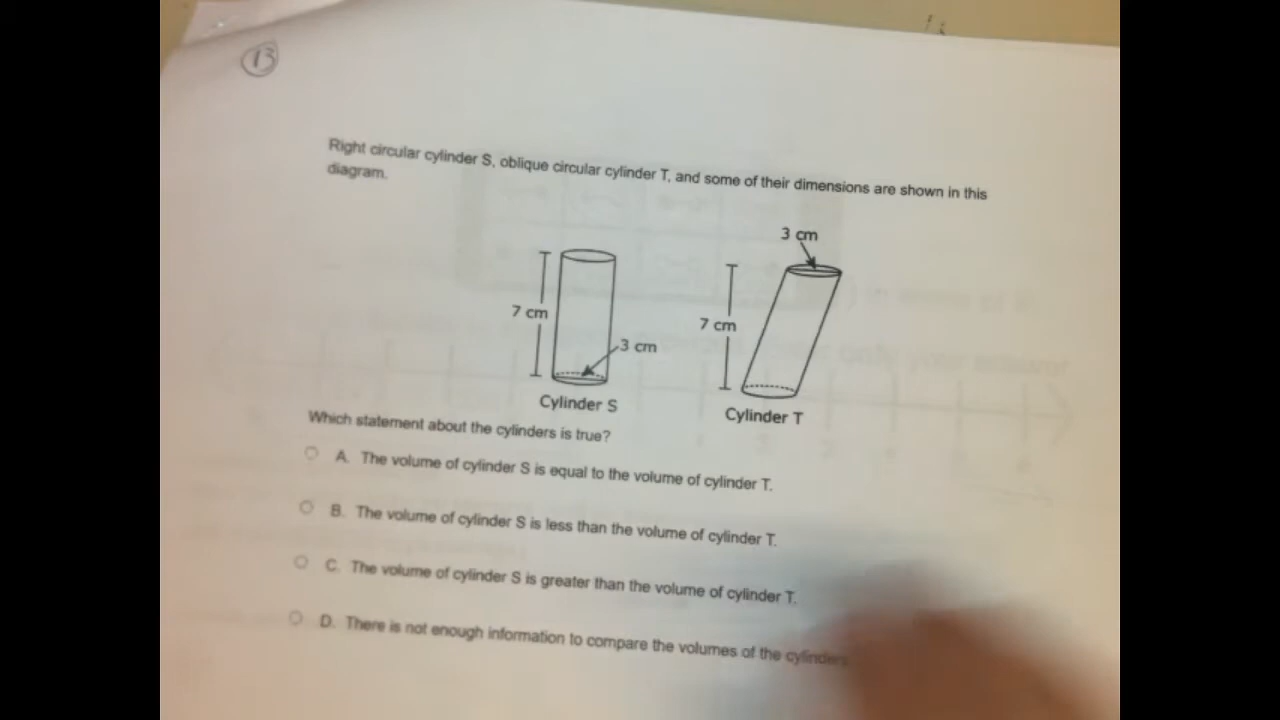 13
Right circular cylinder S, oblique circular cylinder T, and some of their dimensions are shown in this
diagram.
3 cm
7 cm
7 cm
3 cm
Cylinder S
Cylinder T
Which statement about the cylinders is true?
A. The volume of cylinder S is equal to the volume of cylinder T.
B. The volume of cylinder S is less than the volume of cylinder T.
C. The volume of cylinder S is greater than the volume of cylinder T.
D. There is not enough information to compare the volumes of the cylinders